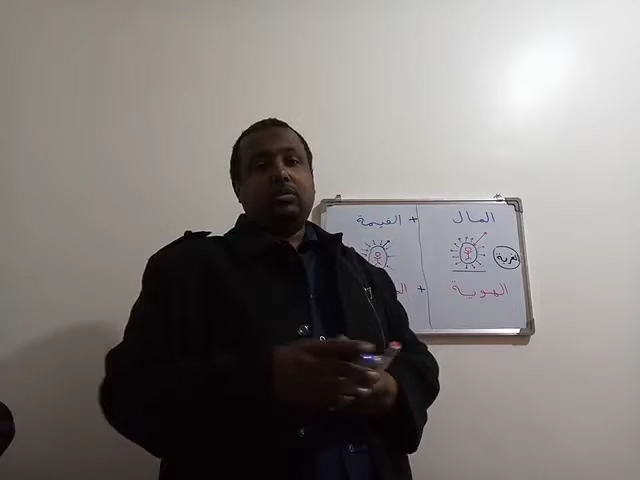 المال + القيمة
الهوية +